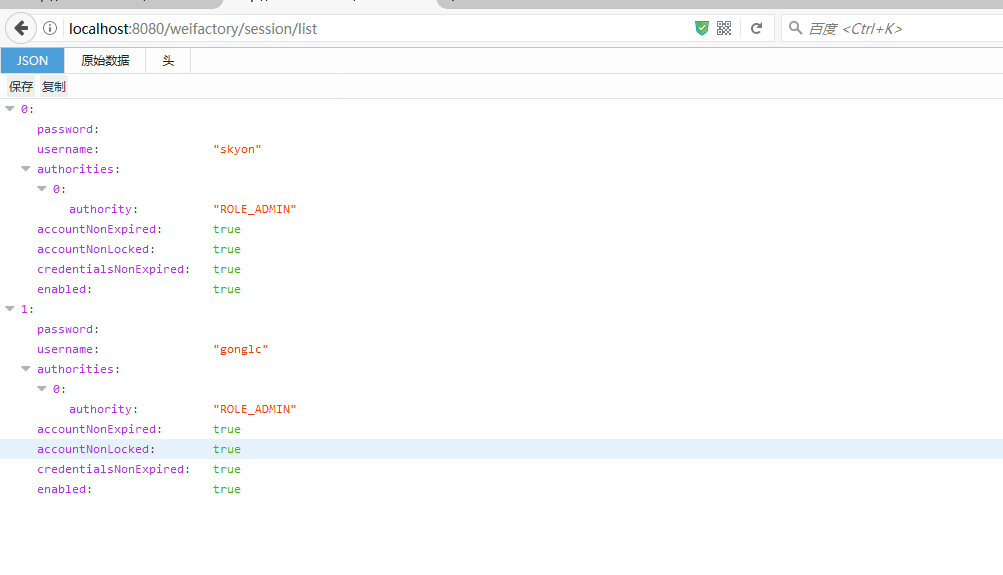 localhost:8080/weifactory/session/list
百度 <Ctrl+K>
JSON 原始数据 头
保存 复制
0:
password:
username: "skyon"
authorities:
0:
authority: "ROLE_ADMIN"
accountNonExpired: true
accountNonLocked: true
credentialsNonExpired: true
enabled: true
1:
password:
username: "gonglc"
authorities:
0:
authority: "ROLE_ADMIN"
accountNonExpired: true
accountNonLocked: true
credentialsNonExpired: true
enabled: true